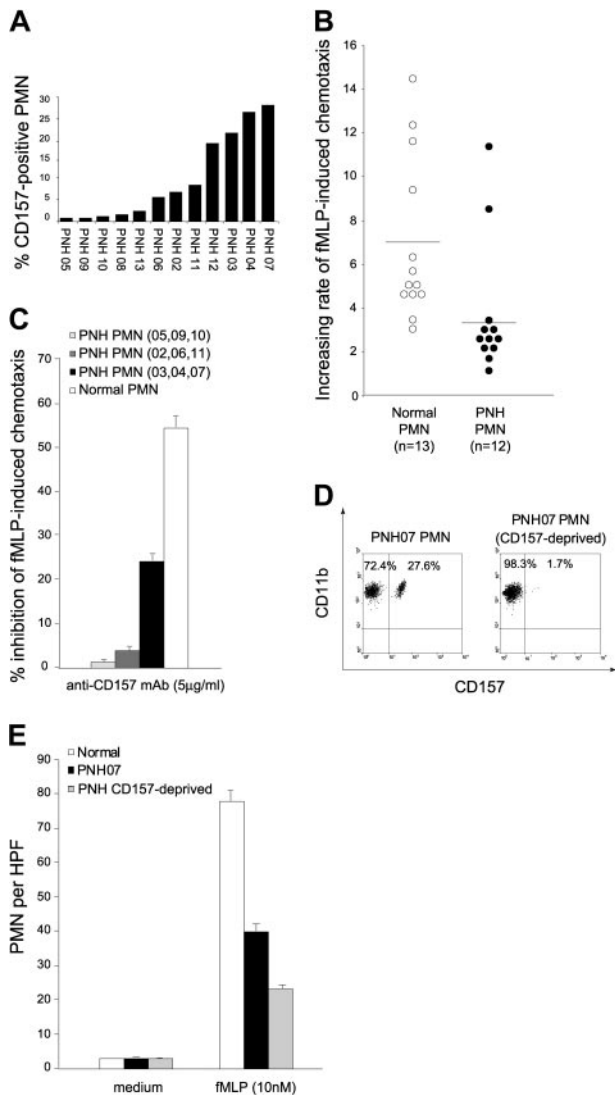 A
% CD157-positive PMN
30
25
20
15
10
5
0
PNH 05
PNH 09
PNH 10
PNH 08
PNH 13
PNH 06
PNH 02
PNH 11
PNH 12
PNH 03
PNH 04
PNH 07
B
Increasing rate of fMLP-induced chemotaxis
16
14
12
10
8
6
4
2
0
Normal
PMN
(n=13)
PNH
PMN
(n=12)
C
PNH PMN (05,09,10)
PNH PMN (02,06,11)
PNH PMN (03,04,07)
Normal PMN
% inhibition of fMLP-induced chemotaxis
70
60
50
40
30
20
10
0
anti-CD157 mAb (5μg/ml)
D
PNH07 PMN
PNH07 PMN
(CD157-deprived)
72.4% 27.6%
98.3% 1.7%
CD11b
CD157
E
Normal
PNH07
PNH CD157-deprived
PMN per HPF
90
80
70
60
50
40
30
20
10
0
medium
fMLP (10nM)